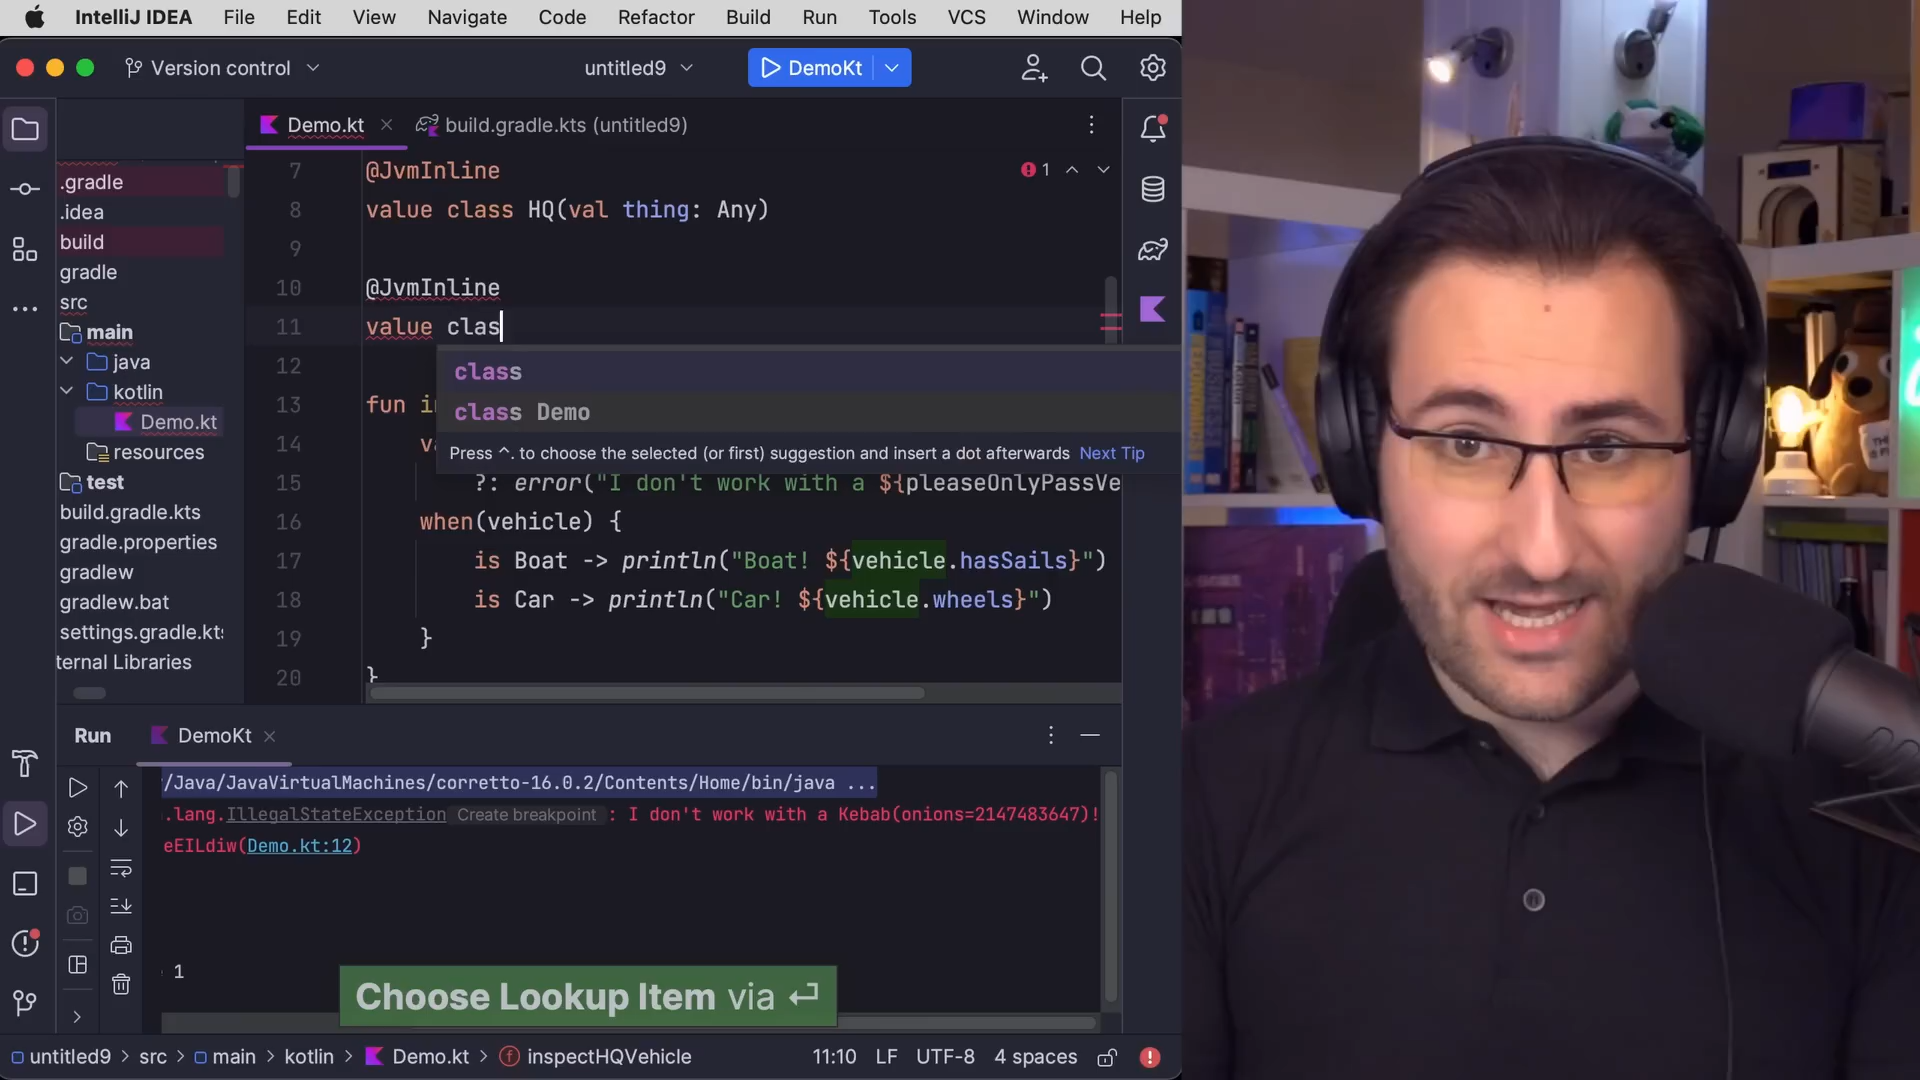 IntelliJ IDEA File Edit View Navigate Code Refactor Build Run Tools VCS Window Help
Version control untitled9 DemoKt
Demo.kt build.gradle.kts (untitled9)
.gradle
.idea
build
gradle
src
main
java
kotlin
Demo.kt
resources
test
build.gradle.kts
gradle.properties
gradlew
gradlew.bat
settings.gradle.kts
ternal Libraries
1
7 @JvmInline
8 value class HQ(val thing: Any)
9
10 @JvmInline
11 value clas
12
13 fun i
14 va
15 ?: error("I don't work with a ${pleaseOnlyPassVe
16 when(vehicle) {
17 is Boat -> println("Boat! ${vehicle.hasSails}")
18 is Car -> println("Car! ${vehicle.wheels}")
19 }
20 }
class
class Demo
Press ^. to choose the selected (or first) suggestion and insert a dot afterwards Next Tip
Run DemoKt
/Java/JavaVirtualMachines/corretto-16.0.2/Contents/Home/bin/java ...
.lang.IllegalStateException Create breakpoint : I don't work with a Kebab(onions=2147483647)!
eEILdiw(Demo.kt:12)
1
Choose Lookup Item via ⏎
untitled9 > src > main > kotlin > Demo.kt > inspectHQVehicle 11:10 LF UTF-8 4 spaces
THIS IS